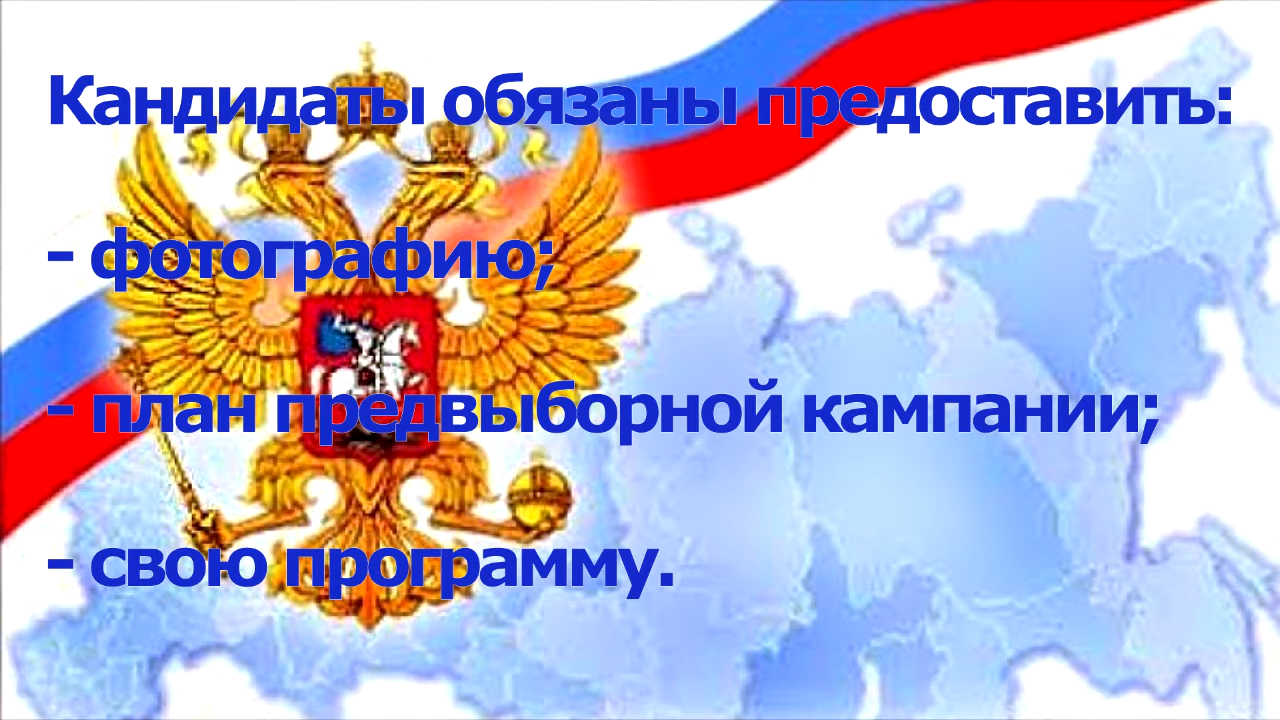 Кандидаты обязаны предоставить:
- фотографию;
- план предвыборной кампании;
- свою программу.